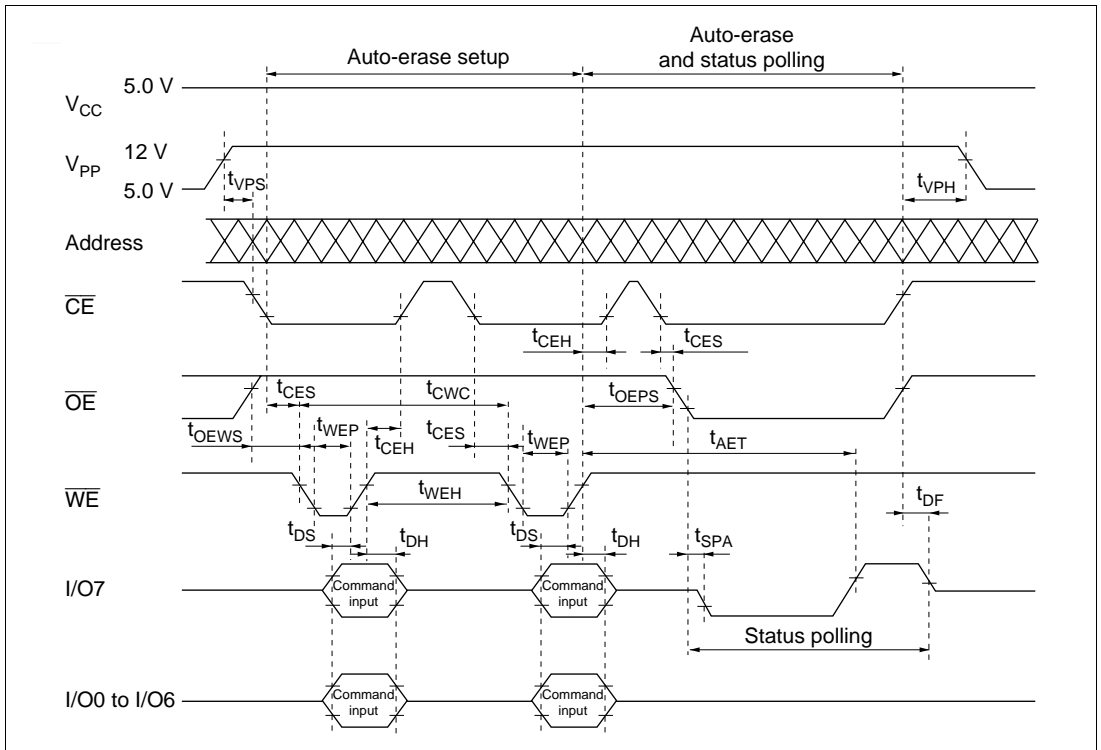 Auto-erase setup
Auto-erase
and status polling
VCC 5.0 V
VPP 12 V
5.0 V
tVPS
tVPH
Address
CE
tCEH
tCES
OE
tCES
tCWC
tOEPS
tOEWS
tWEP
tCEH
tCES
tWEP
tAET
WE
tWEH
tDF
tDS
tDH
tDS
tDH
tSPA
I/O7
Command
input
Command
input
Status polling
I/O0 to I/O6
Command
input
Command
input